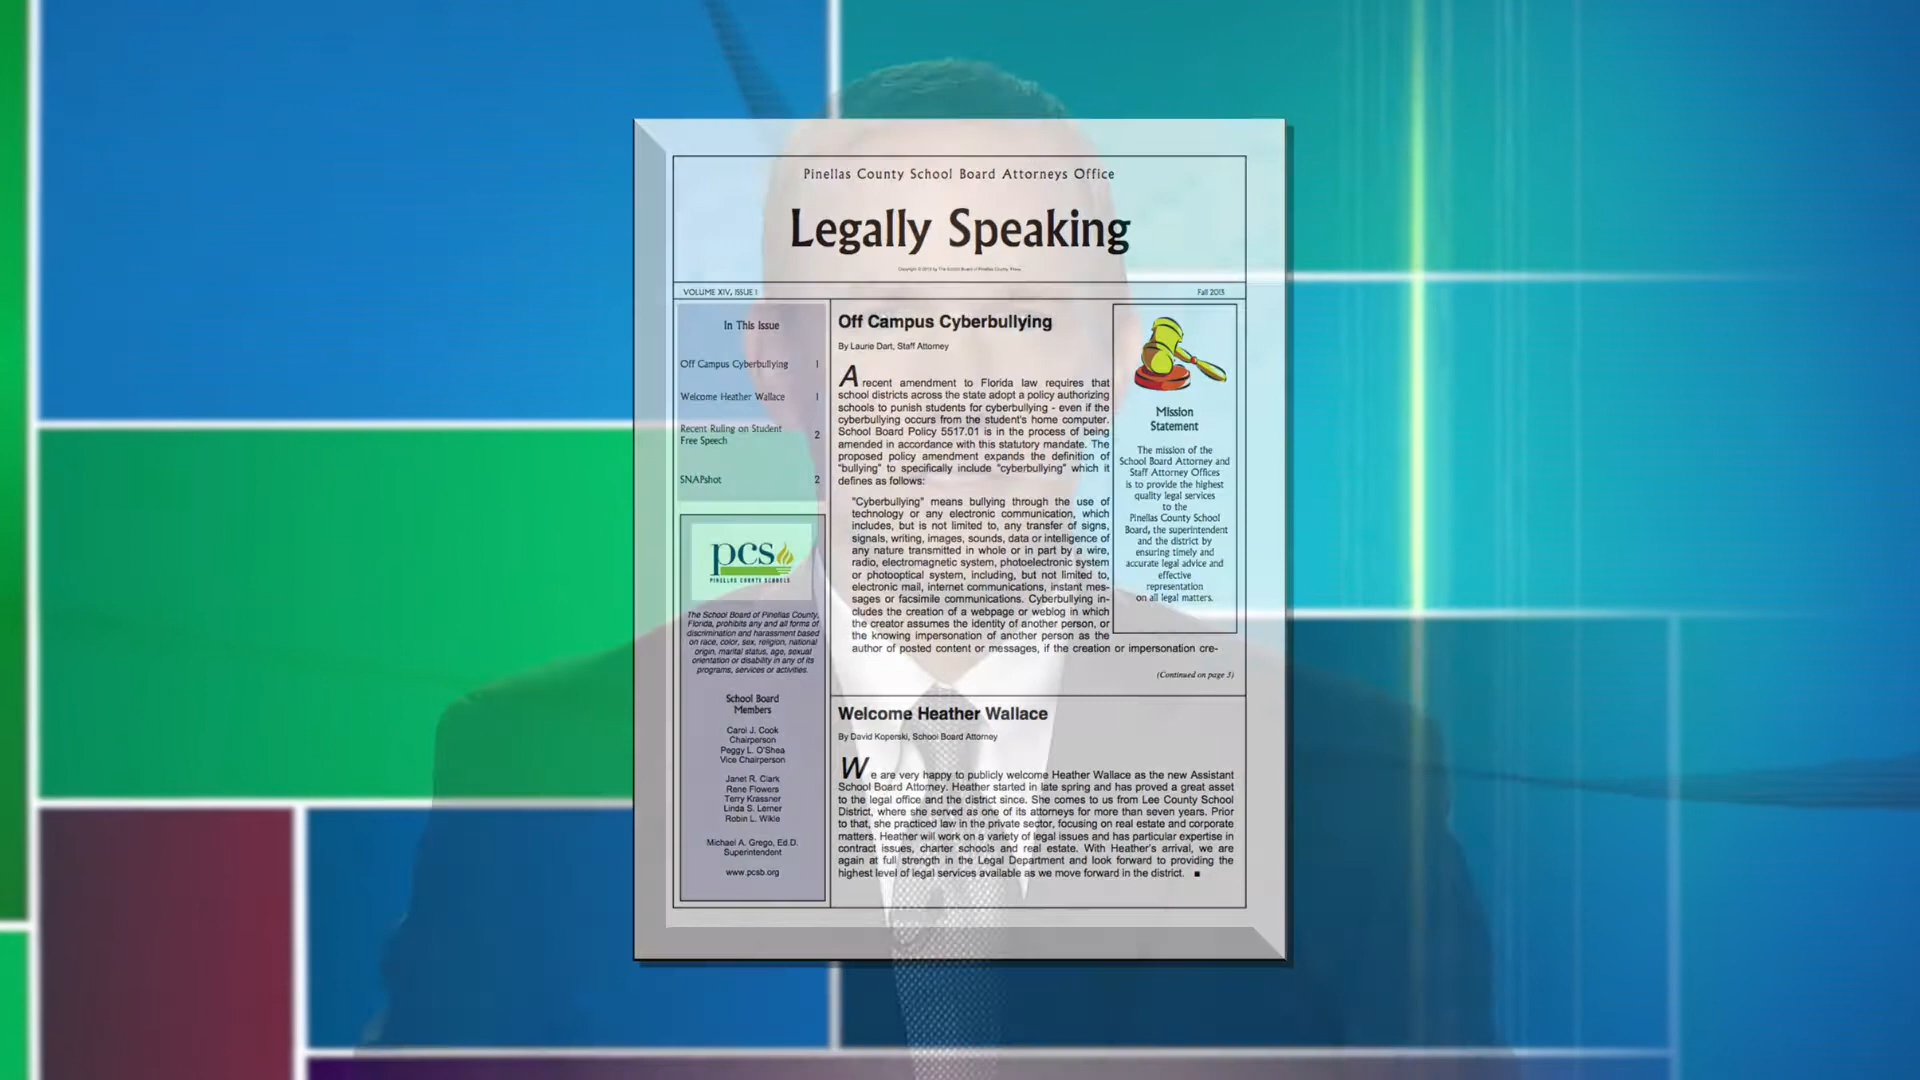 Pinellas County School Board Attorneys Office
Legally Speaking
Copyright © 2013 by The School Board of Pinellas County, Florida
VOLUME XIV, ISSUE 1
Fall 2013
In This Issue
Off Campus Cyberbullying 1
Welcome Heather Wallace 1
Recent Ruling on Student
Free Speech 2
SNAPshot 2
pcs
PINELLAS COUNTY SCHOOLS
The School Board of Pinellas County,
Florida, prohibits any and all forms of
discrimination and harassment based
on race, color, sex, religion, national
origin, marital status, age, sexual
orientation or disability in any of its
programs, services or activities.
School Board
Members
Carol J. Cook
Chairperson
Peggy L. O'Shea
Vice Chairperson
Janet R. Clark
Rene Flowers
Terry Krassner
Linda S. Lerner
Robin L. Wikle
Michael A. Grego, Ed.D.
Superintendent
www.pcsb.org
Off Campus Cyberbullying
By Laurie Dart, Staff Attorney
A recent amendment to Florida law requires that
school districts across the state adopt a policy authorizing
schools to punish students for cyberbullying - even if the
cyberbullying occurs from the student's home computer.
School Board Policy 5517.01 is in the process of being
amended in accordance with this statutory mandate. The
proposed policy amendment expands the definition of
"bullying" to specifically include "cyberbullying" which it
defines as follows:
"Cyberbullying" means bullying through the use of
technology or any electronic communication, which
includes, but is not limited to, any transfer of signs,
signals, writing, images, sounds, data or intelligence of
any nature transmitted in whole or in part by a wire,
radio, electromagnetic system, photoelectronic system
or photooptical system, including, but not limited to,
electronic mail, internet communications, instant mes-
sages or facsimile communications. Cyberbullying in-
cludes the creation of a webpage or weblog in which
the creator assumes the identity of another person, or
the knowing impersonation of another person as the
author of posted content or messages, if the creation or impersonation cre-
(Continued on page 3)
Mission
Statement
The mission of the
School Board Attorney and
Staff Attorney Offices
is to provide the highest
quality legal services
to the
Pinellas County School
Board, the superintendent
and the district by
ensuring timely and
accurate legal advice and
effective
representation
on all legal matters.
Welcome Heather Wallace
By David Koperski, School Board Attorney
We are very happy to publicly welcome Heather Wallace as the new Assistant
School Board Attorney. Heather started in late spring and has proved a great asset
to the legal office and the district since. She comes to us from Lee County School
District, where she served as one of its attorneys for more than seven years. Prior
to that, she practiced law in the private sector, focusing on real estate and corporate
matters. Heather will work on a variety of legal issues and has particular expertise in
contract issues, charter schools and real estate. With Heather's arrival, we are
again at full strength in the Legal Department and look forward to providing the
highest level of legal services available as we move forward in the district.